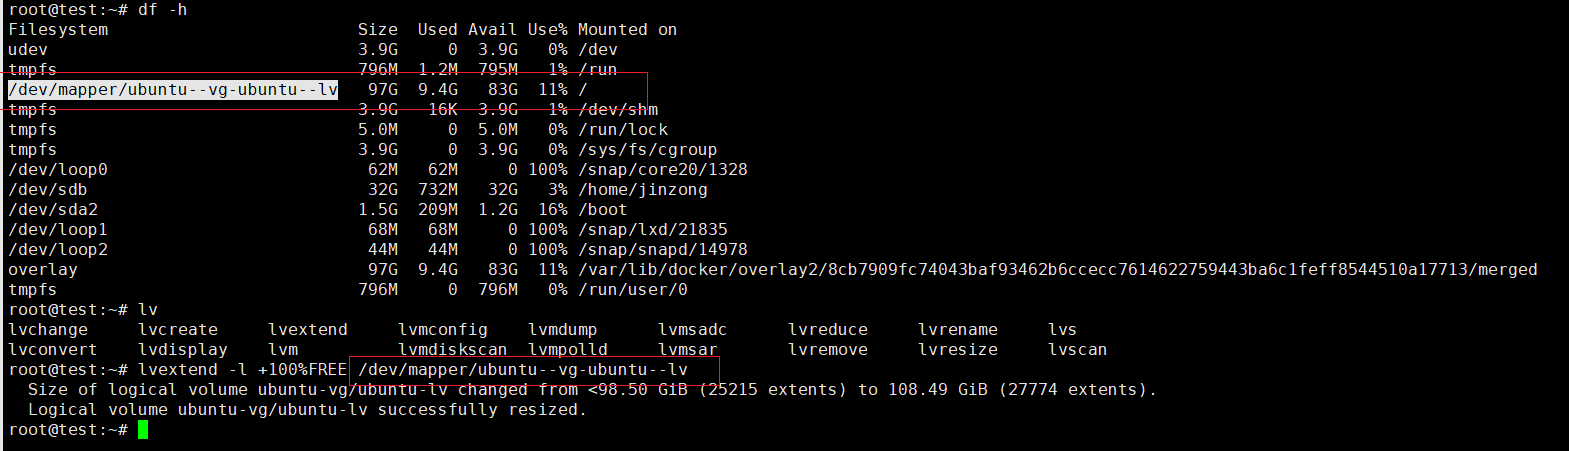 root@test:~# df -h
Filesystem                         Size  Used Avail Use% Mounted on
udev                               3.9G     0  3.9G   0% /dev
tmpfs                              796M  1.2M  795M   1% /run
/dev/mapper/ubuntu--vg-ubuntu--lv   97G  9.4G   83G  11% /
tmpfs                              3.9G   16K  3.9G   1% /dev/shm
tmpfs                              5.0M     0  5.0M   0% /run/lock
tmpfs                              3.9G     0  3.9G   0% /sys/fs/cgroup
/dev/loop0                          62M   62M     0 100% /snap/core20/1328
/dev/sdb                            32G  732M   32G   3% /home/jinzong
/dev/sda2                          1.5G  209M  1.2G  16% /boot
/dev/loop1                          68M   68M     0 100% /snap/lxd/21835
/dev/loop2                          44M   44M     0 100% /snap/snapd/14978
overlay                             97G  9.4G   83G  11% /var/lib/docker/overlay2/8cb7909fc74043baf93462b6ccecc7614622759443ba6c1feff8544510a17713/merged
tmpfs                              796M     0  796M   0% /run/user/0
root@test:~# lv
lvchange     lvcreate     lvextend     lvmconfig    lvmdump      lvmsadc      lvreduce     lvrename     lvs
lvconvert    lvdisplay    lvm          lvmdiskscan  lvmpolld     lvmsar       lvremove     lvresize     lvscan
root@test:~# lvextend -l +100%FREE /dev/mapper/ubuntu--vg-ubuntu--lv
  Size of logical volume ubuntu-vg/ubuntu-lv changed from <98.50 GiB (25215 extents) to 108.49 GiB (27774 extents).
  Logical volume ubuntu-vg/ubuntu-lv successfully resized.
root@test:~#